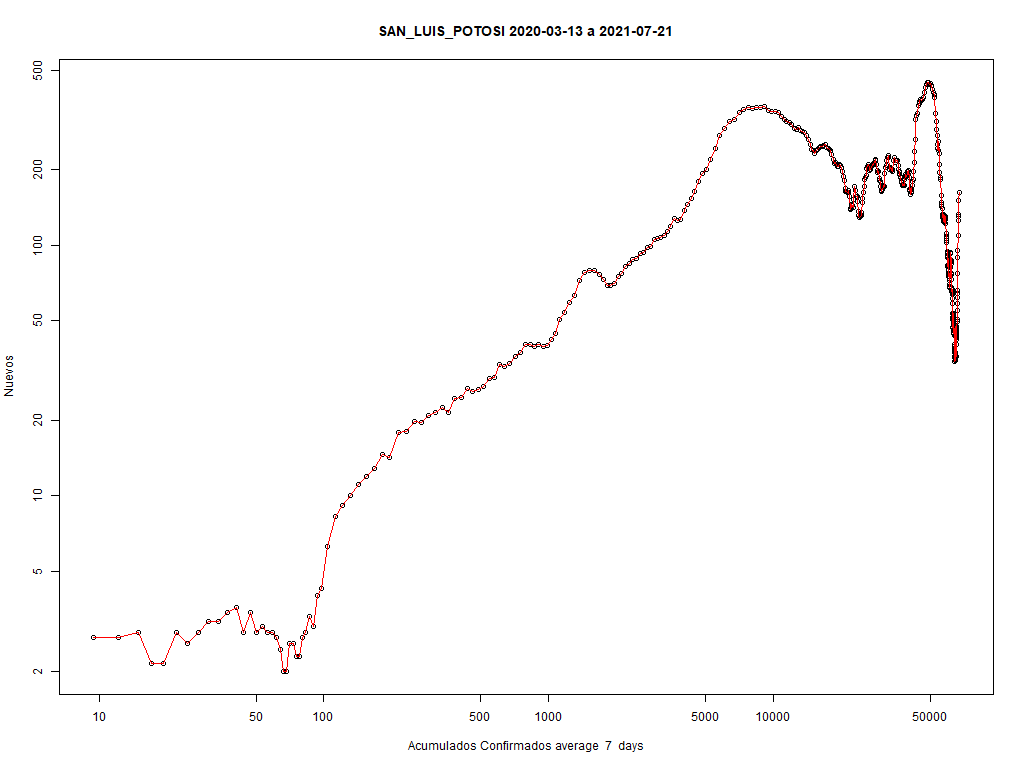 SAN_LUIS_POTOSI 2020-03-13 a 2021-07-21
500
200
100
50
20
10
5
2
Nuevos
10 50 100 500 1000 5000 10000 50000
Acumulados Confirmados average 7 days